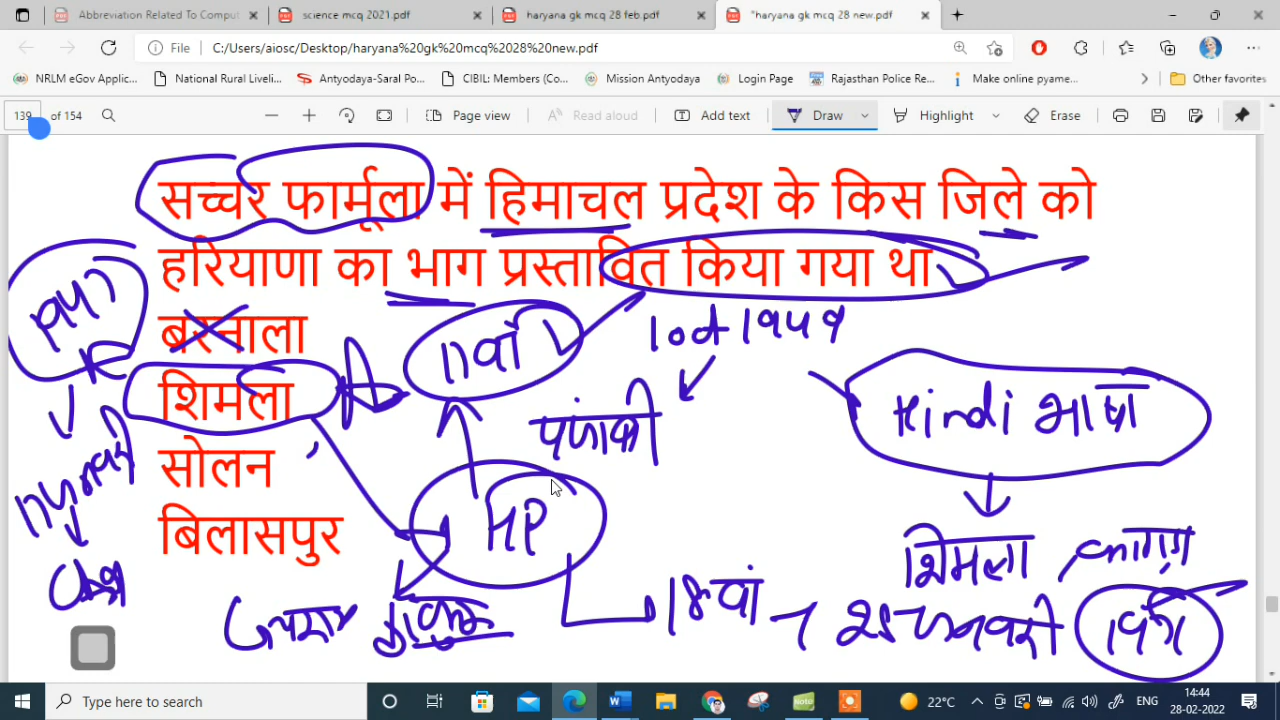 Abbreviation Related To Comput
science mcq 2021.pdf
haryana gk mcq 28 feb.pdf
*haryana gk mcq 28 new.pdf
File
C:/Users/aiosc/Desktop/haryana%20gk%20mcq%2028%20new.pdf
NRLM eGov Applic...
National Rural Liveli...
Antyodaya-Saral Po...
CIBIL: Members (Co...
Mission Antyodaya
Login Page
Rajasthan Police Re...
Make online pyame...
Other favorites
139 of 154
Page view
Read aloud
Add text
Draw
Highlight
Erase
सच्चर फार्मूला में हिमाचल प्रदेश के किस जिले को
हरियाणा का भाग प्रस्तावित किया गया था
बरनाला
शिमला
सोलन
बिलासपुर
11वाँ
Hindi भाषा
HP
शिमला
18वां
25 जनवरी
Type here to search
22°C
ENG
14:44
28-02-2022